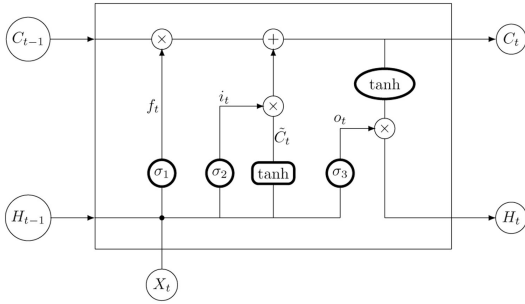 C_{t-1} × + C_t
tanh
f_t i_t × o_t ×
C̃_t
σ_1 σ_2 tanh σ_3
H_{t-1} H_t
X_t